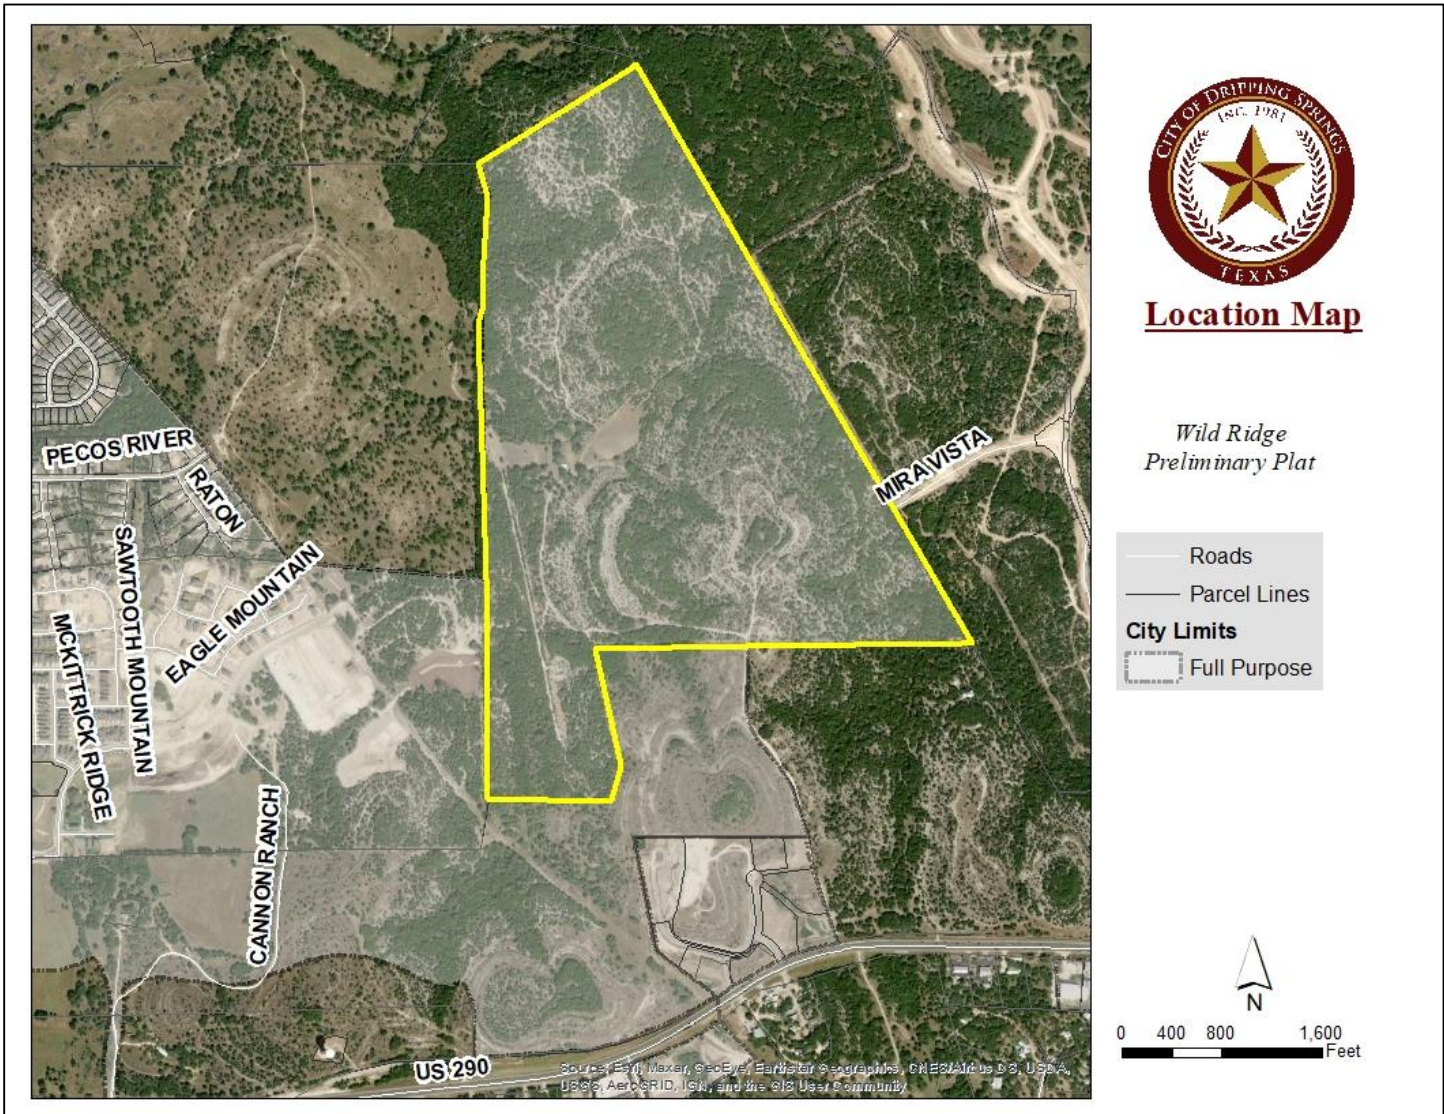 CITY OF DRIPPING SPRINGS
INC. 1981
TEXAS
Location Map
Wild Ridge
Preliminary Plat
Roads
Parcel Lines
City Limits
Full Purpose
PECOS RIVER
RATON
MIRA VISTA
SAWTOOTH MOUNTAIN
EAGLE MOUNTAIN
MCKITTRICK RIDGE
CANNON RANCH
US 290
N
0 400 800 1,600
Feet
Source: Esri, Maxar, GeoEye, Earthstar Geographics, CNES/Airbus DS, USDA,
USGS, AeroGRID, IGN, and the GIS User Community